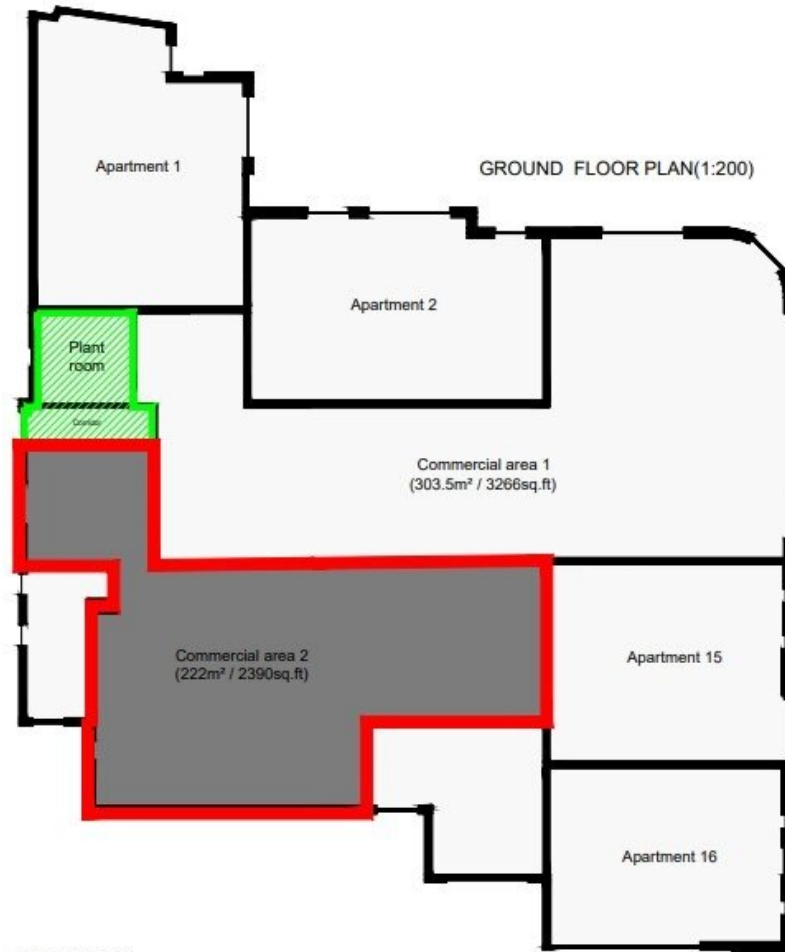 Apartment 1
GROUND FLOOR PLAN(1:200)
Apartment 2
Plant
room
Commercial area 1
(303.5m² / 3266sq.ft)
Commercial area 2
(222m² / 2390sq.ft)
Apartment 15
Apartment 16